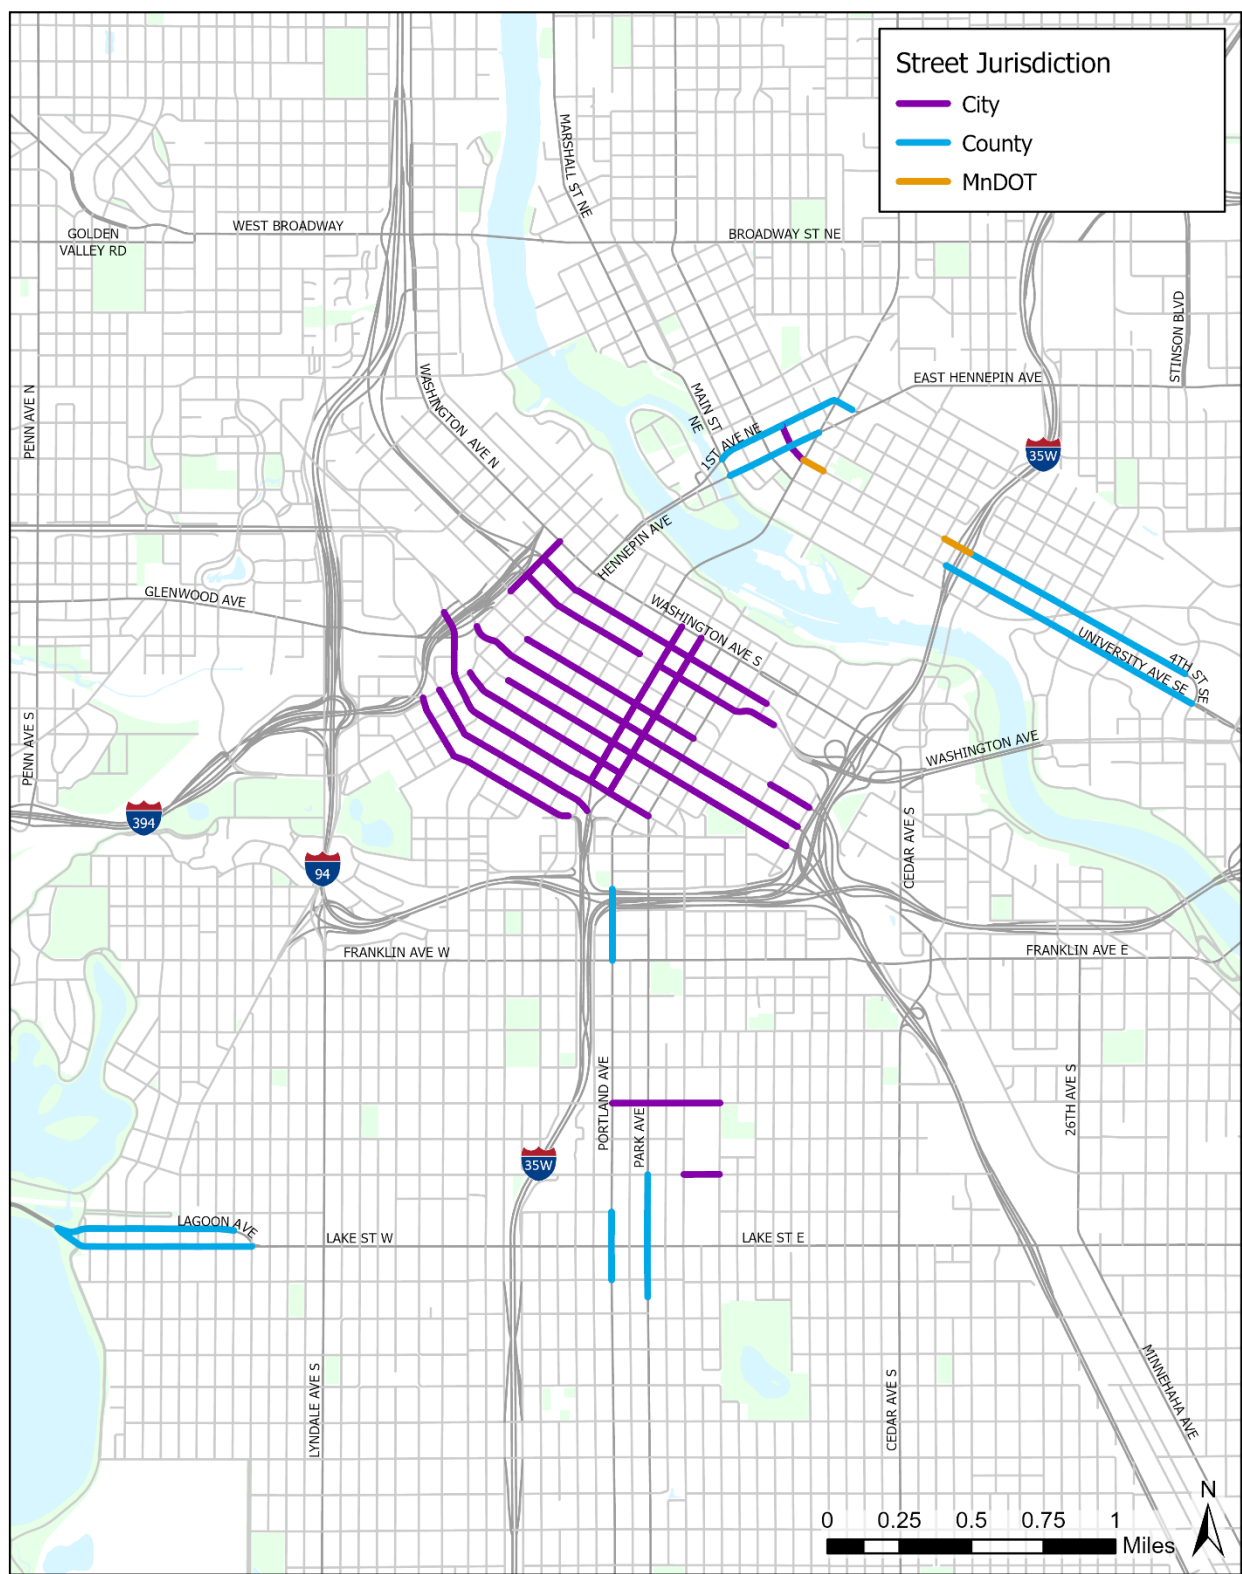 Street Jurisdiction
City
County
MnDOT
MARSHALL ST NE
WEST BROADWAY
GOLDEN
VALLEY RD
BROADWAY ST NE
STINSON BLVD
EAST HENNEPIN AVE
PENN AVE N
WASHINGTON AVE N
MAIN ST
NE
1ST AVE NE
35W
HENNEPIN AVE
GLENWOOD AVE
WASHINGTON AVE S
UNIVERSITY AVE SE
4TH ST SE
PENN AVE S
WASHINGTON AVE
394
94
CEDAR AVE S
FRANKLIN AVE W
FRANKLIN AVE E
PORTLAND AVE
PARK AVE
26TH AVE S
35W
LAGOON AVE
LAKE ST W
LAKE ST E
LYNDALE AVE S
CEDAR AVE S
MINNEHAHA AVE
N
0 0.25 0.5 0.75 1
Miles